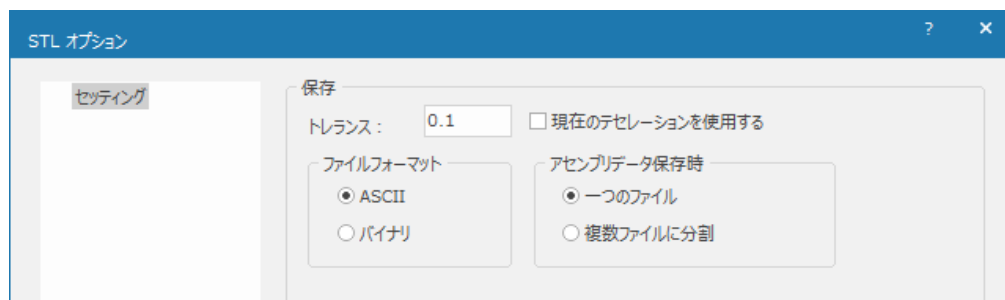 STL オプション
?
×
セッティング
保存
トレランス :
0.1
現在のテセレーションを使用する
ファイルフォーマット
アセンブリデータ保存時
ASCII
一つのファイル
バイナリ
複数ファイルに分割